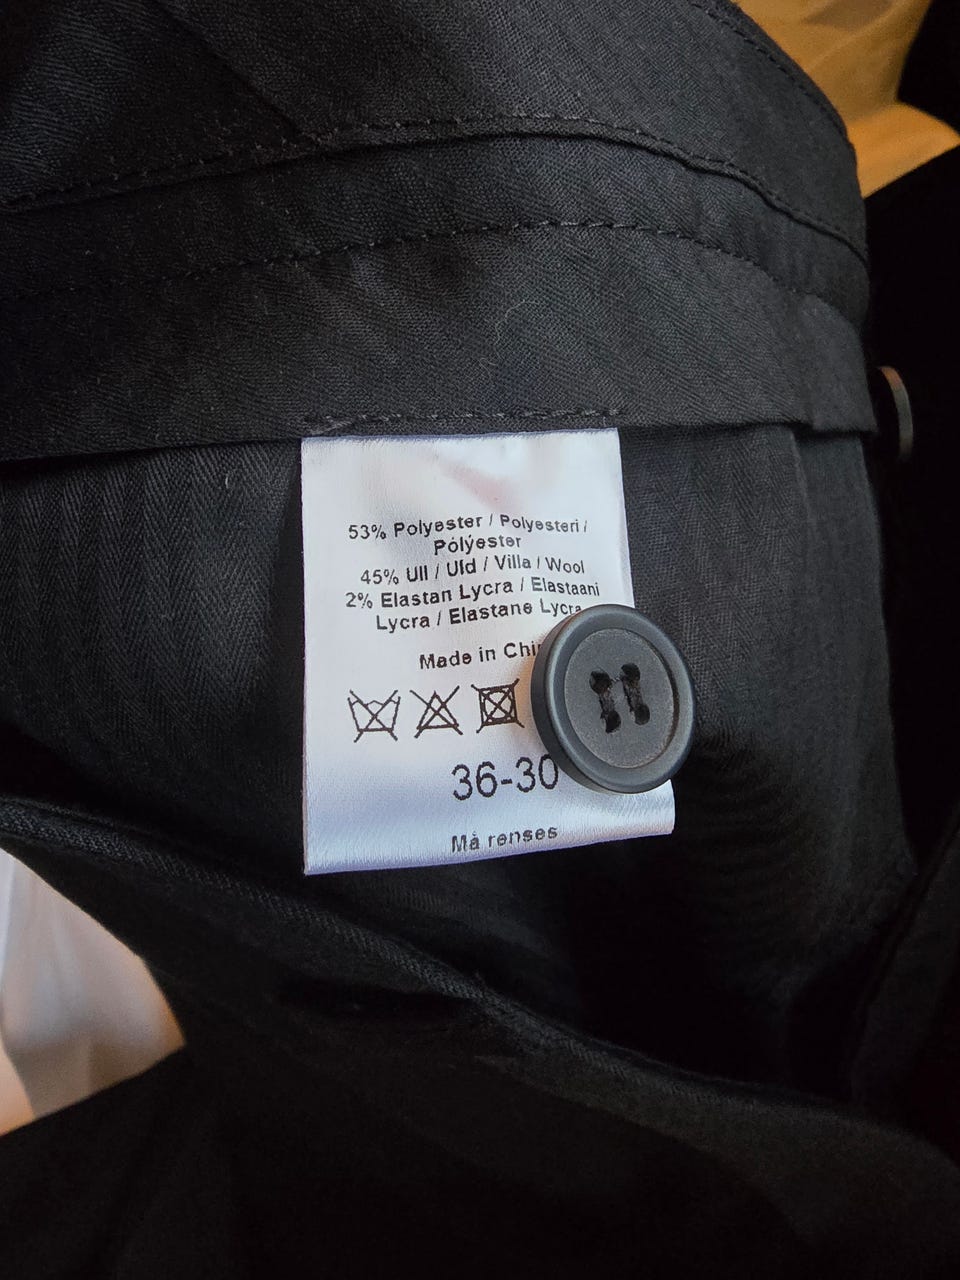 53% Polyester / Polyesteri /
Pólýester
45% Ull / Uld / Villa / Wool
2% Elastan Lycra / Elastaani
Lycra / Elastane Lycra
Made in
36-30
Må renses